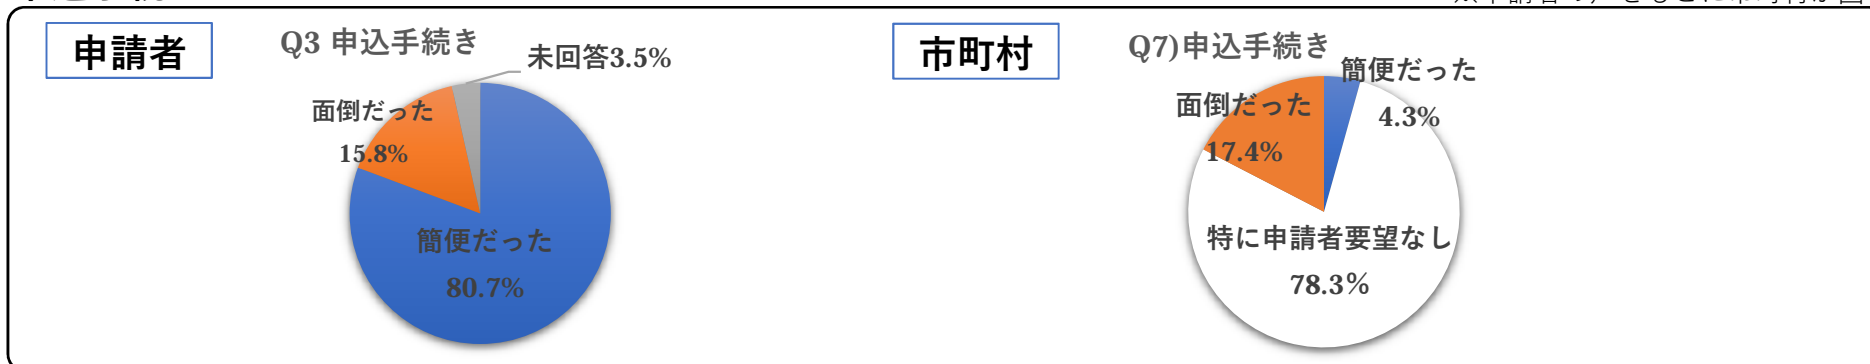 申請者
Q3 申込手続き
未回答3.5%
面倒だった
15.8%
簡便だった
80.7%
市町村
Q7)申込手続き
簡便だった
4.3%
面倒だった
17.4%
特に申請者要望なし
78.3%